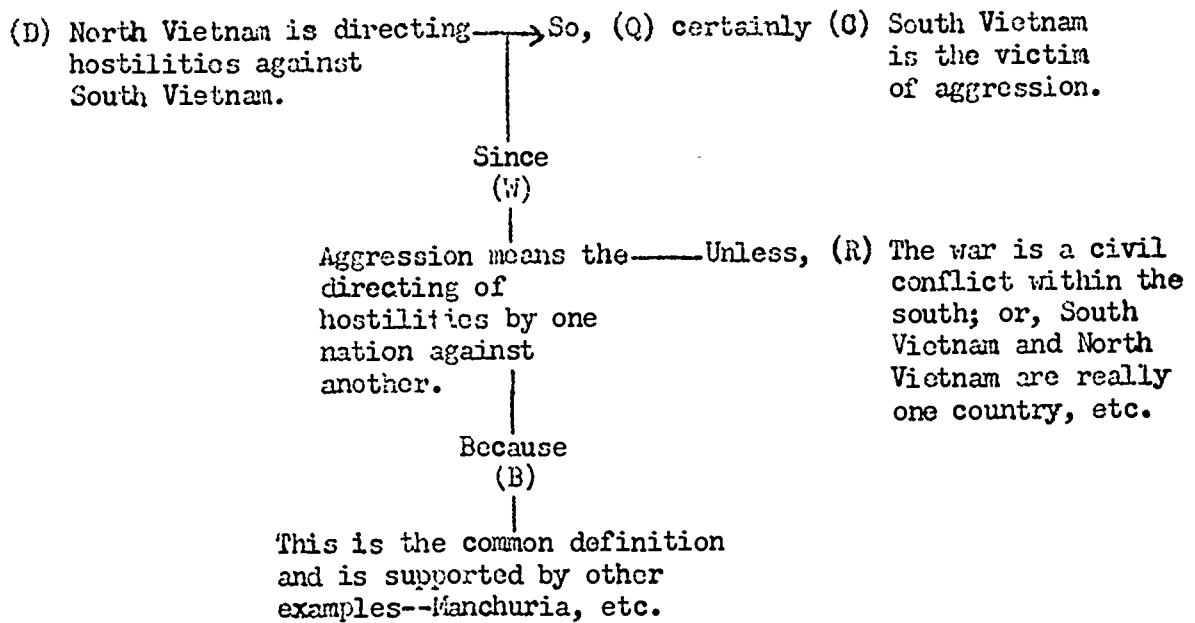 (D) North Vietnam is directing So, (Q) certainly (C) South Vietnam
hostilities against is the victim
South Vietnam. of aggression.
Since
(W)
Aggression means the Unless, (R) The war is a civil
directing of conflict within the
hostilities by one south; or, South
nation against Vietnam and North
another. Vietnam are really
one country, etc.
Because
(B)
This is the common definition
and is supported by other
examples--Manchuria, etc.